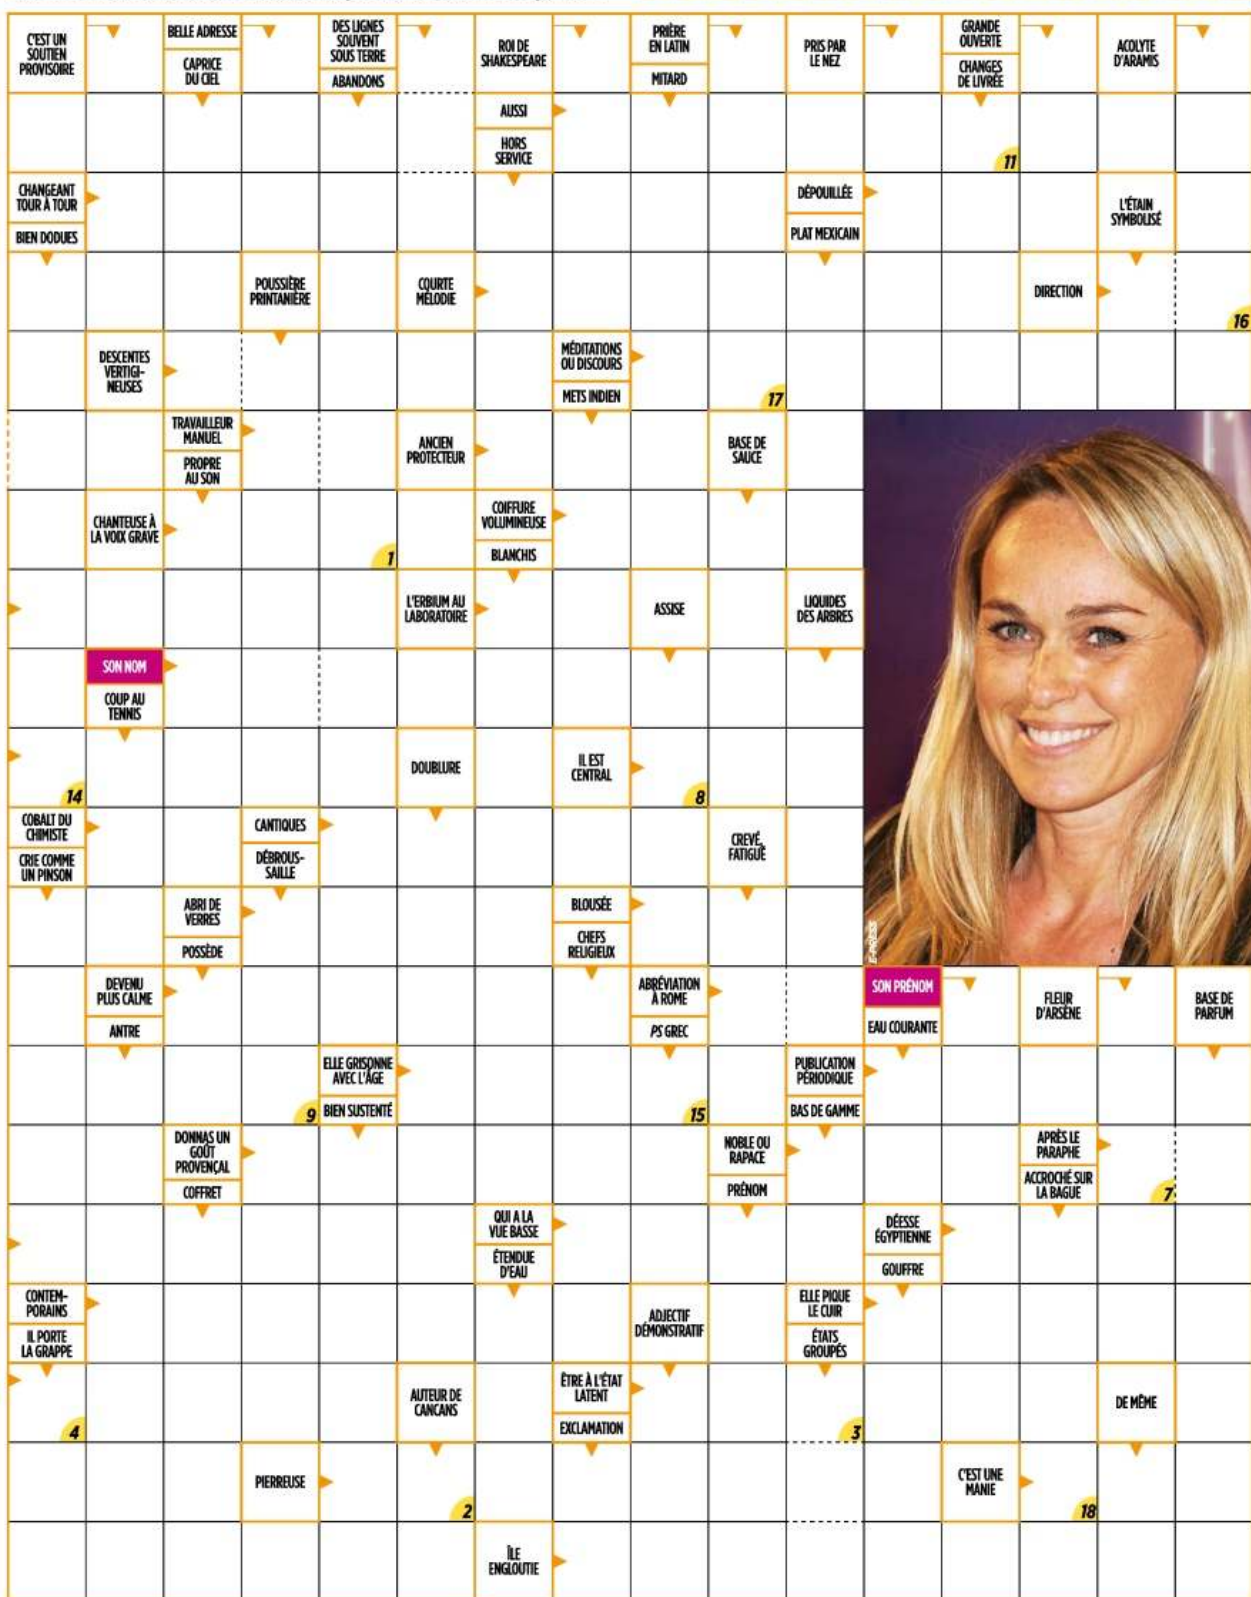 C'EST UN
SOUTIEN
PROVISOIRE
BELLE ADRESSE
CAPRICE
DU CIEL
DES LIGNES
SOUVENT
SOUS TERRE
ABANDONS
ROI DE
SHAKESPEARE
PRIÈRE
EN LATIN
MITARD
PRIS PAR
LE NEZ
GRANDE
OUVERTE
CHANGES
DE LIVRÉE
ACOLYTE
D'ARAMIS
AUSSI
HORS
SERVICE
11
CHANGEANT
TOUR À TOUR
BIEN DODUES
DÉPOUILLÉE
PLAT MEXICAIN
L'ÉTAIN
SYMBOLISÉ
POUSSIÈRE
PRINTANIÈRE
COURTE
MÉLODIE
DIRECTION
16
DESCENTES
VERTIGI-
NEUSES
MÉDITATIONS
OU DISCOURS
METS INDIEN
17
TRAVAILLEUR
MANUEL
PROPRE
AU SON
ANCIEN
PROTECTEUR
BASE DE
SAUCE
CHANTEUSE À
LA VOIX GRAVE
1
COIFFURE
VOLUMINEUSE
BLANCHIS
L'ERBIUM AU
LABORATOIRE
ASSISE
LIQUIDES
DES ARBRES
SON NOM
COUP AU
TENNIS
14
DOUBLURE
IL EST
CENTRAL
8
COBALT DU
CHIMISTE
CRIE COMME
UN PINSON
CANTIQUES
DÉBROUS-
SAILLE
CREVÉ,
FATIGUÉ
ABRI DE
VERRES
POSSÈDE
BLOUSÉE
CHEFS
RELIGIEUX
E-PRESS
DEVENU
PLUS CALME
ANTRE
ABRÉVIATION
À ROME
PS GREC
SON PRÉNOM
EAU COURANTE
FLEUR
D'ARSÈNE
BASE DE
PARFUM
9
ELLE GRISONNE
AVEC L'ÂGE
BIEN SUSTENTÉ
15
PUBLICATION
PÉRIODIQUE
BAS DE GAMME
DONNAS UN
GOÛT
PROVENÇAL
COFFRET
NOBLE OU
RAPACE
PRÉNOM
APRÈS LE
PARAPHE
ACCROCHÉ SUR
LA BAGUE
7
QUI A LA
VUE BASSE
ÉTENDUE
D'EAU
DÉESSE
ÉGYPTIENNE
GOUFFRE
CONTEM-
PORAINS
IL PORTE
LA GRAPPE
ADJECTIF
DÉMONSTRATIF
ELLE PIQUE
LE CUIR
ÉTATS
GROUPÉS
4
AUTEUR DE
CANCANS
ÊTRE À L'ÉTAT
LATENT
EXCLAMATION
3
DE MÊME
PIERREUSE
2
C'EST UNE
MANIE
18
ÎLE
ENGLOUTIE